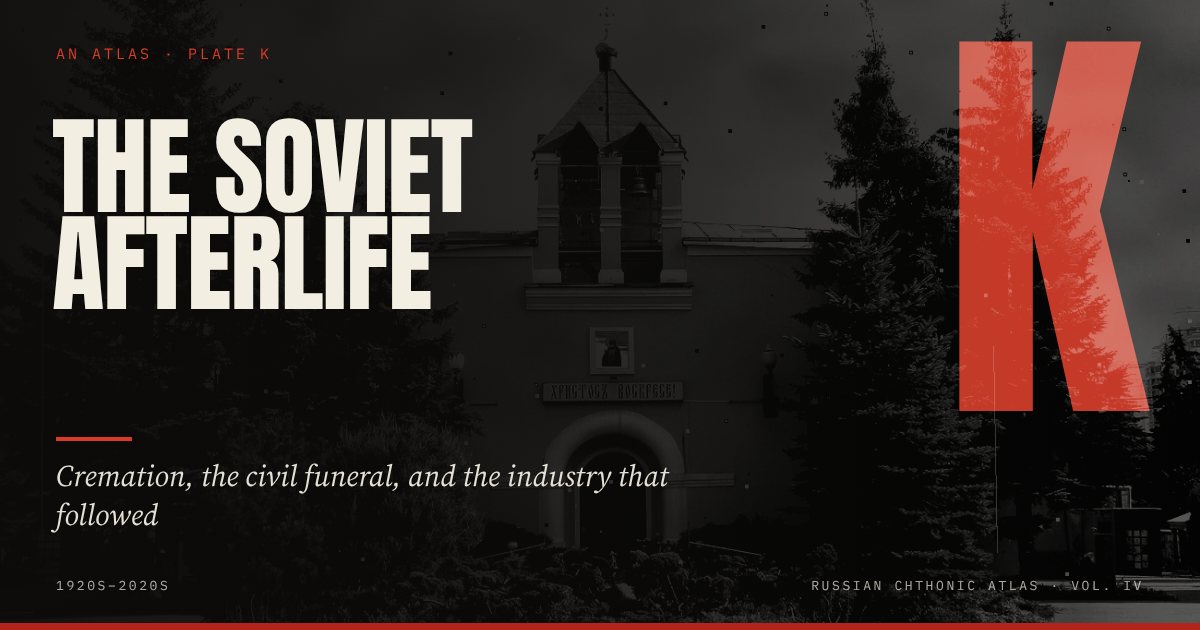 AN ATLAS · PLATE K
K
THE SOVIET
AFTERLIFE
ХРИСТОСЪ ВОСКРЕСЕ!
Cremation, the civil funeral, and the industry that
followed
1920S–2020S
RUSSIAN CHTHONIC ATLAS · VOL. IV